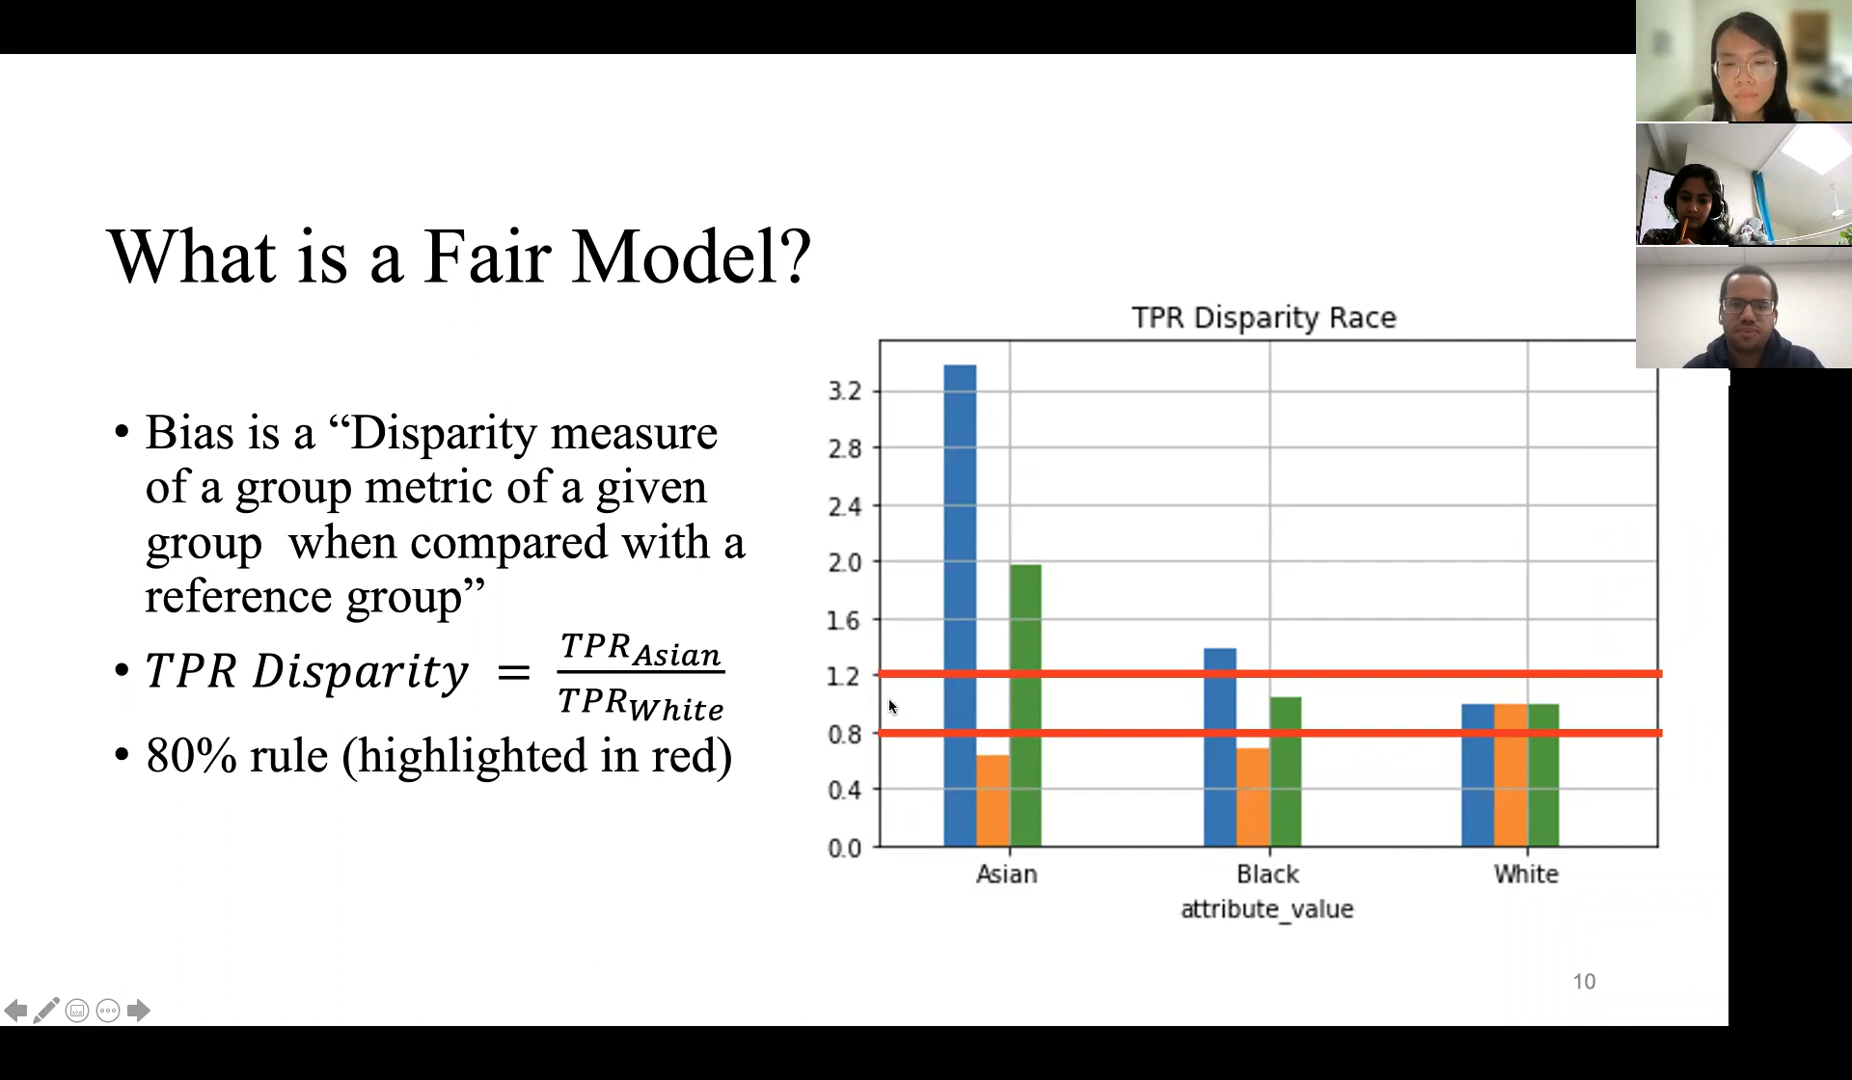 What is a Fair Model?
• Bias is a “Disparity measure
of a group metric of a given
group  when compared with a
reference group”
• TPR Disparity = TPR_Asian / TPR_White
• 80% rule (highlighted in red)
TPR Disparity Race
3.2
2.8
2.4
2.0
1.6
1.2
0.8
0.4
0.0
Asian Black White
attribute_value
10